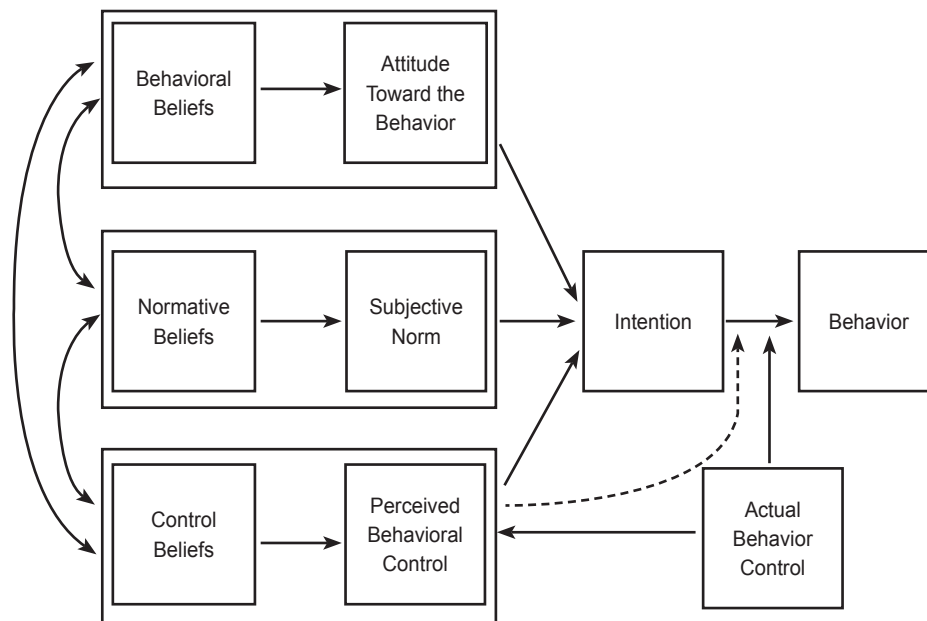 Behavioral
Beliefs
Attitude
Toward the
Behavior
Normative
Beliefs
Subjective
Norm
Intention
Behavior
Control
Beliefs
Perceived
Behavioral
Control
Actual
Behavior
Control